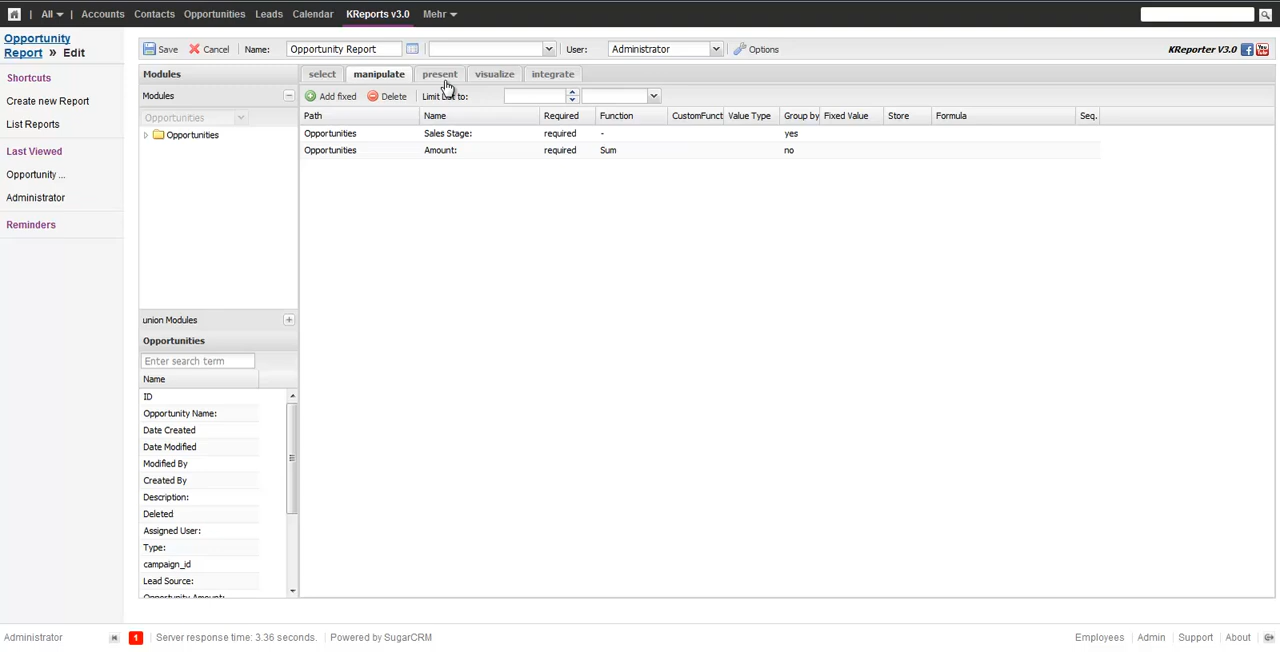 All | Accounts Contacts Opportunities Leads Calendar KReports v3.0 Mehr
Opportunity Report » Edit
Shortcuts
Create new Report
List Reports
Last Viewed
Opportunity ...
Administrator
Reminders
Save Cancel Name: Opportunity Report User: Administrator Options KReporter V3.0
Modules
Modules
Opportunities
Opportunities
union Modules
Opportunities
Enter search term
Name
ID
Opportunity Name:
Date Created
Date Modified
Modified By
Created By
Description:
Deleted
Assigned User:
Type:
campaign_id
Lead Source:
Opportunity Amount:
select manipulate present visualize integrate
Add fixed Delete Limit to:
Path Name Required Function CustomFunct Value Type Group by Fixed Value Store Formula Seq.
Opportunities Sales Stage: required - yes
Opportunities Amount: required Sum no
Administrator 1 Server response time: 3.36 seconds. | Powered by SugarCRM
Employees | Admin | Support | About